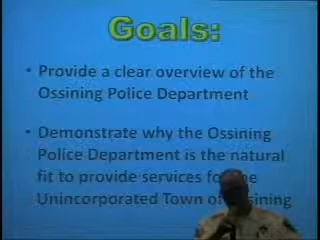 Goals:
• Provide a clear overview of the
Ossining Police Department
• Demonstrate why the Ossining
Police Department is the natural
fit to provide services for the
Unincorporated Town of Ossining